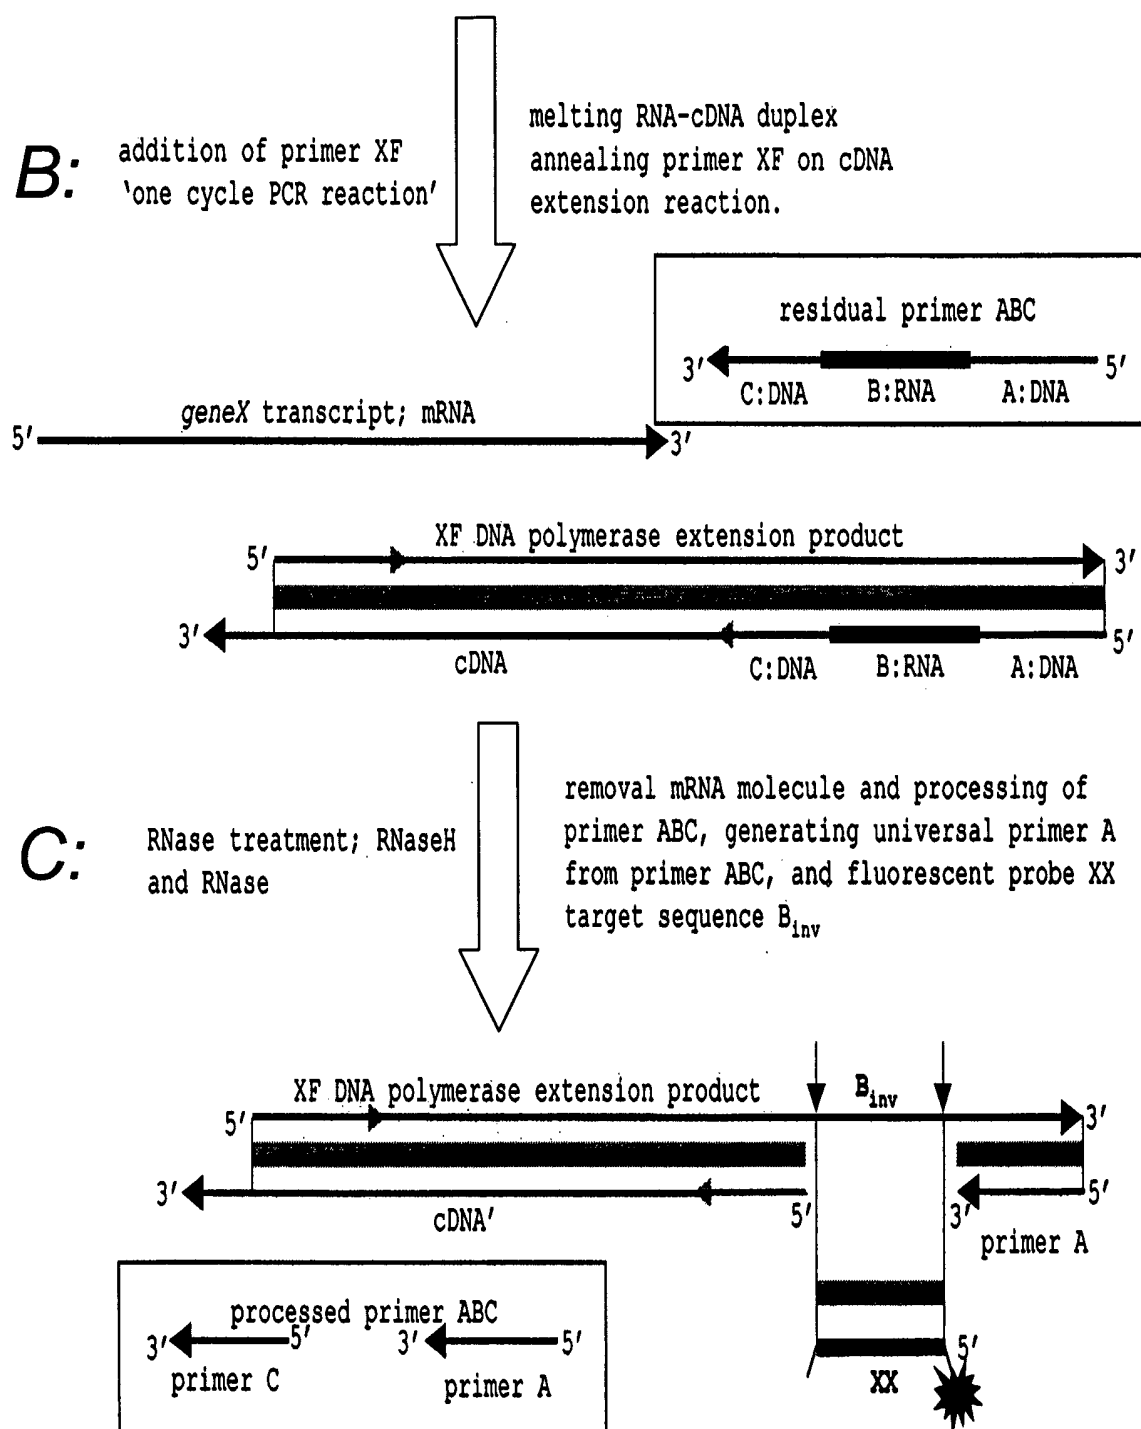 B:
addition of primer XF
'one cycle PCR reaction'
melting RNA-cDNA duplex
annealing primer XF on cDNA
extension reaction.
residual primer ABC
3' 5'
C:DNA B:RNA A:DNA
geneX transcript; mRNA
5' 3'
XF DNA polymerase extension product
5' 3'
3' 5'
cDNA C:DNA B:RNA A:DNA
C:
RNase treatment; RNaseH
and RNase
removal mRNA molecule and processing of
primer ABC, generating universal primer A
from primer ABC, and fluorescent probe XX
target sequence Binv
XF DNA polymerase extension product Binv
5' 3'
3' 5' 3' 5'
cDNA' primer A
processed primer ABC
3' 5' 3' 5'
primer C primer A
5'
XX